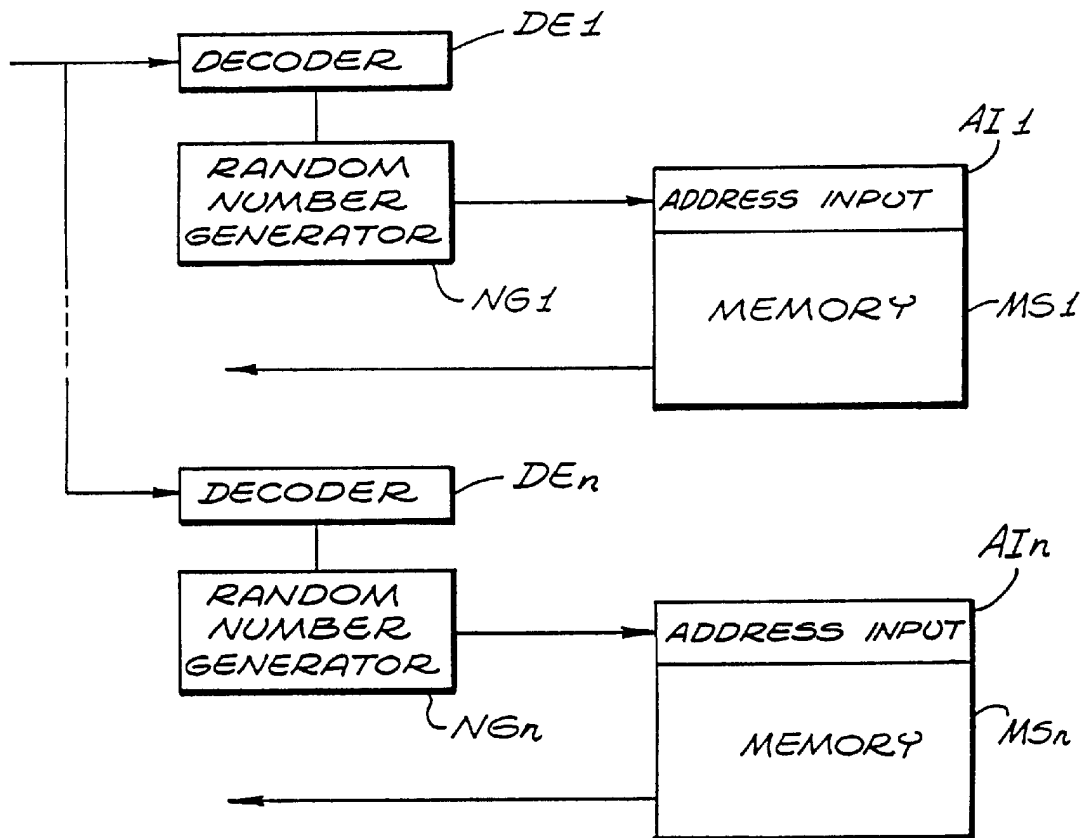 DE1
DECODER
AI1
RANDOM
NUMBER
GENERATOR
ADDRESS INPUT
NG1
MEMORY
MS1
DEn
DECODER
AIn
RANDOM
NUMBER
GENERATOR
ADDRESS INPUT
NGn
MEMORY
MSn